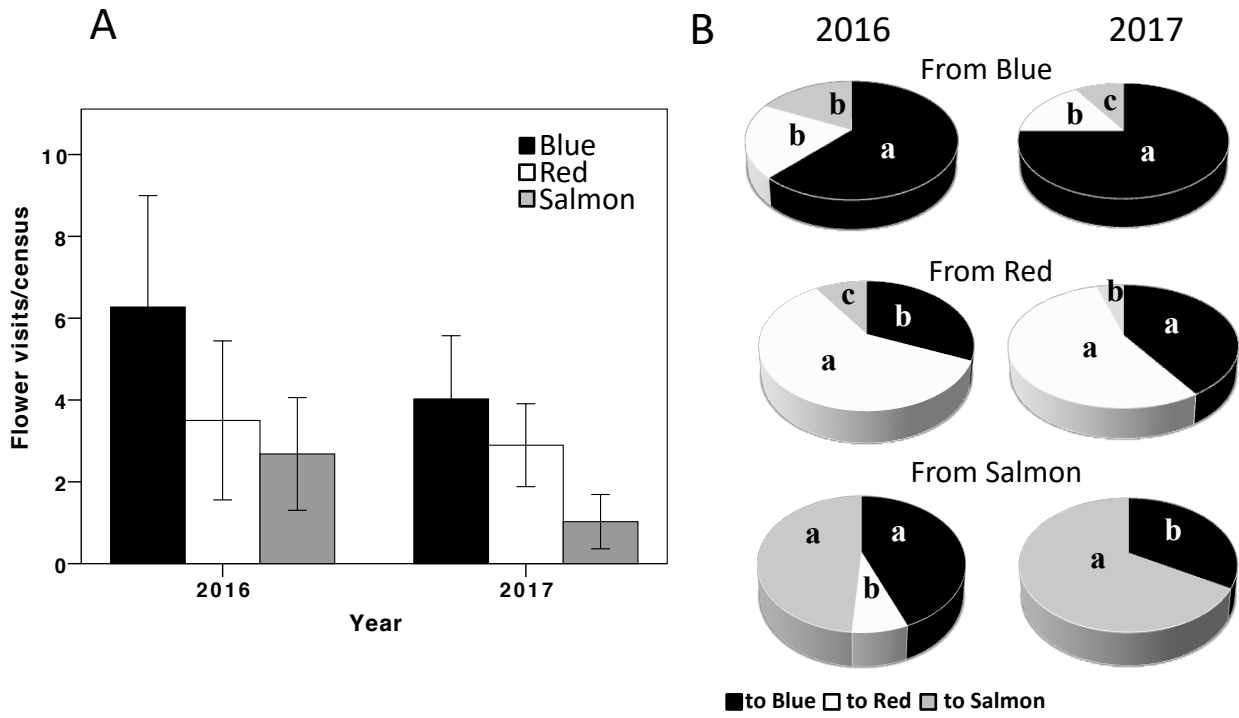 A
Flower visits/census
10
8
6
4
2
0
Blue
Red
Salmon
2016 2017
Year
B
2016 2017
From Blue
b b a
b c a
From Red
c b a
b a a
From Salmon
a a b
b a
to Blue to Red to Salmon